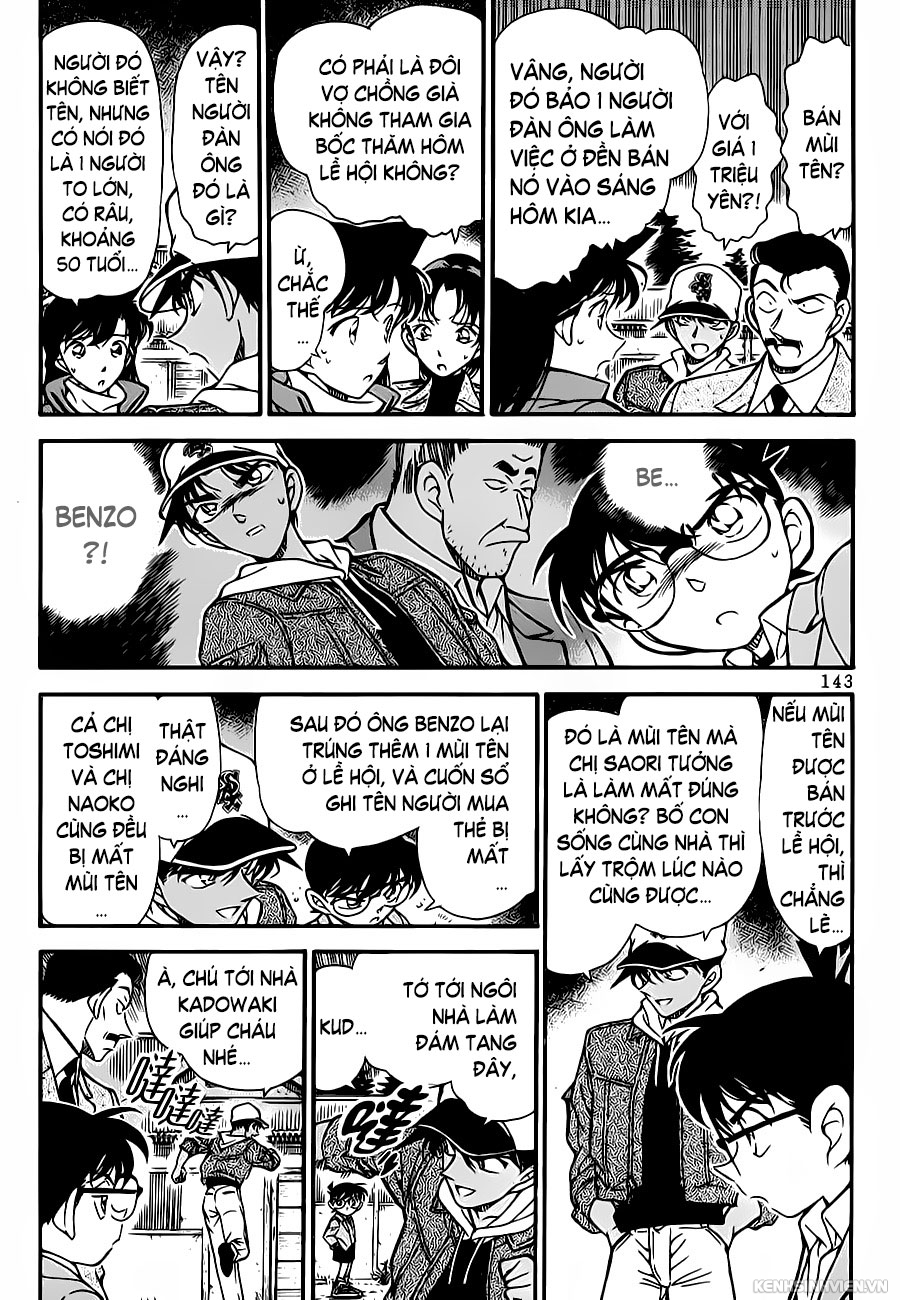 BÁN
MŨI
TÊN?
VỚI
GIÁ 1
TRIỆU
YÊN?!
VÂNG, NGƯỜI
ĐÓ BẢO 1 NGƯỜI
ĐÀN ÔNG LÀM
VIỆC Ở ĐỀN BÁN
NÓ VÀO SÁNG
HÔM KIA...
CÓ PHẢI LÀ ĐÔI
VỢ CHỒNG GIÀ
KHÔNG THAM GIA
BỐC THĂM HÔM
LỄ HỘI KHÔNG?
Ừ,
CHẮC
THẾ
...
VẬY?
TÊN
NGƯỜI
ĐÀN
ÔNG
ĐÓ LÀ
GÌ?
NGƯỜI ĐÓ
KHÔNG BIẾT
TÊN, NHƯNG
CÓ NÓI ĐÓ
LÀ 1 NGƯỜI
TO LỚN,
CÓ RÂU,
KHOẢNG
50 TUỔI...
BE...
BENZO
?!
143
NẾU MŨI
TÊN
ĐƯỢC
BÁN
TRƯỚC
LỄ HỘI,
THÌ
CHẲNG
LẼ...
ĐÓ LÀ MŨI TÊN MÀ
CHỊ SAORI TƯỞNG
LÀ LÀM MẤT ĐÚNG
KHÔNG? BỐ CON
SỐNG CÙNG NHÀ THÌ
LẤY TRỘM LÚC NÀO
CŨNG ĐƯỢC...
SAU ĐÓ ÔNG BENZO LẠI
TRÚNG THÊM 1 MŨI TÊN
Ở LỄ HỘI, VÀ CUỐN SỔ
GHI TÊN NGƯỜI MUA
THẺ BỊ
MẤT
...
THẬT
ĐÁNG
NGHI
...
CẢ CHỊ
TOSHIMI
VÀ CHỊ
NAOKO
CŨNG ĐỀU
BỊ MẤT
MŨI TÊN
...
TỚ TỚI NGÔI
NHÀ LÀM
ĐÁM TANG
ĐÂY,
KUD...
噠
À, CHÚ TỚI NHÀ
KADOWAKI
GIÚP CHÁU
NHÉ...
噠噠噠
KENHSINHVIEN.VN